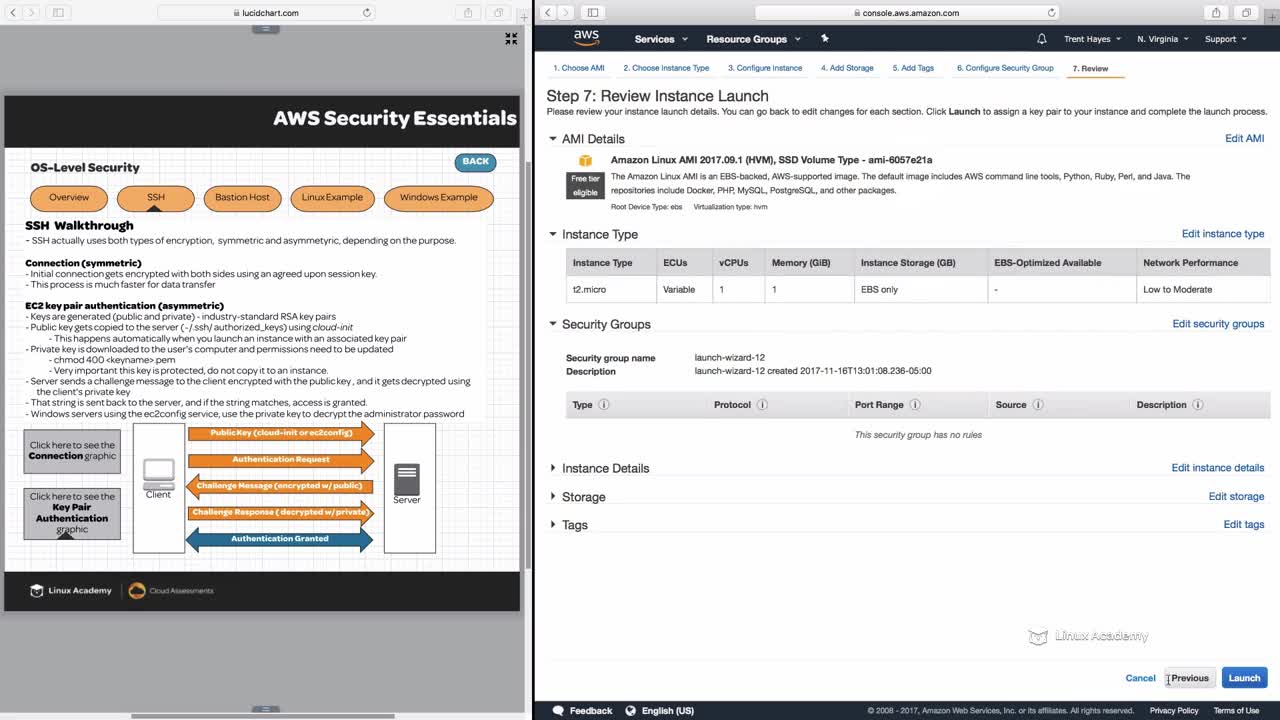 lucidchart.com
AWS Security Essentials
OS-Level Security
BACK
Overview
SSH
Bastion Host
Linux Example
Windows Example
SSH Walkthrough
- SSH actually uses both types of encryption, symmetric and asymmetyric, depending on the purpose.
Connection (symmetric)
- Initial connection gets encrypted with both sides using an agreed upon session key.
- This process is much faster for data transfer
EC2 key pair authentication (asymmetric)
- Keys are generated (public and private) - industry-standard RSA key pairs
- Public key gets copied to the server (~/.ssh/ authorized_keys) using cloud-init
- This happens automatically when you launch an instance with an associated key pair
- Private key is downloaded to the user's computer and permissions need to be updated
- chmod 400 <keyname>.pem
- Very important this key is protected, do not copy it to an instance.
- Server sends a challenge message to the client encrypted with the public key , and it gets decrypted using
the client's private key
- That string is sent back to the server, and if the string matches, access is granted.
- Windows servers using the ec2config service, use the private key to decrypt the administrator password
Click here to see the
Connection graphic
Click here to see the
Key Pair
Authentication
graphic
Client
Public Key (cloud-init or ec2config)
Authentication Request
Challenge Message (encrypted w/ public)
Challenge Response ( decrypted w/ private)
Authentication Granted
Server
Linux Academy
Cloud Assessments
console.aws.amazon.com
aws
Services
Resource Groups
Trent Hayes
N. Virginia
Support
1. Choose AMI
2. Choose Instance Type
3. Configure Instance
4. Add Storage
5. Add Tags
6. Configure Security Group
7. Review
Step 7: Review Instance Launch
Please review your instance launch details. You can go back to edit changes for each section. Click Launch to assign a key pair to your instance and complete the launch process.
AMI Details
Edit AMI
Amazon Linux AMI 2017.09.1 (HVM), SSD Volume Type - ami-6057e21a
Free tier
eligible
The Amazon Linux AMI is an EBS-backed, AWS-supported image. The default image includes AWS command line tools, Python, Ruby, Perl, and Java. The
repositories include Docker, PHP, MySQL, PostgreSQL, and other packages.
Root Device Type: ebs Virtualization type: hvm
Instance Type
Edit instance type
Instance Type ECUs vCPUs Memory (GiB) Instance Storage (GB) EBS-Optimized Available Network Performance
t2.micro Variable 1 1 EBS only - Low to Moderate
Security Groups
Edit security groups
Security group name launch-wizard-12
Description launch-wizard-12 created 2017-11-16T13:01:08.236-05:00
Type Protocol Port Range Source Description
This security group has no rules
Instance Details
Edit instance details
Storage
Edit storage
Tags
Edit tags
Linux Academy
Cancel
Previous
Launch
Feedback
English (US)
© 2008 - 2017, Amazon Web Services, Inc. or its affiliates. All rights reserved.
Privacy Policy
Terms of Use